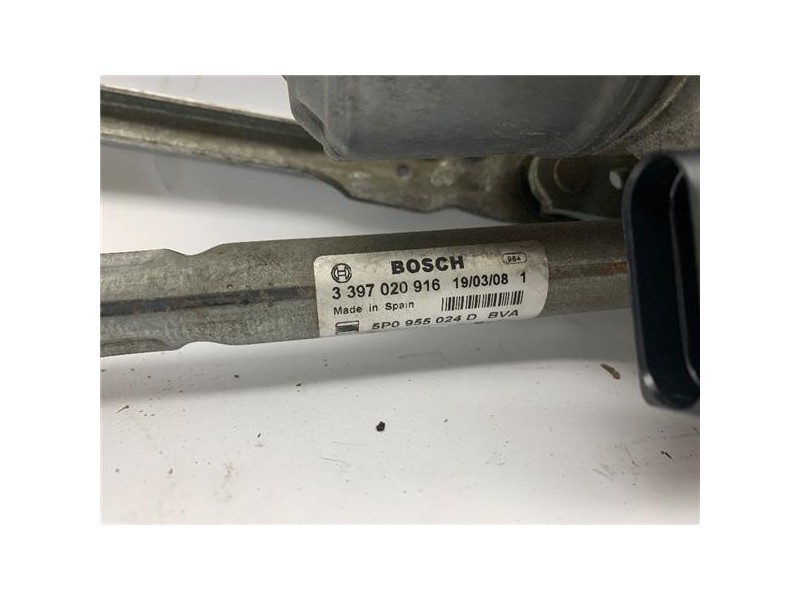 BOSCH 984
3 397 020 916 19/03/08 1
Made in Spain
5P0 955 024 D BVA